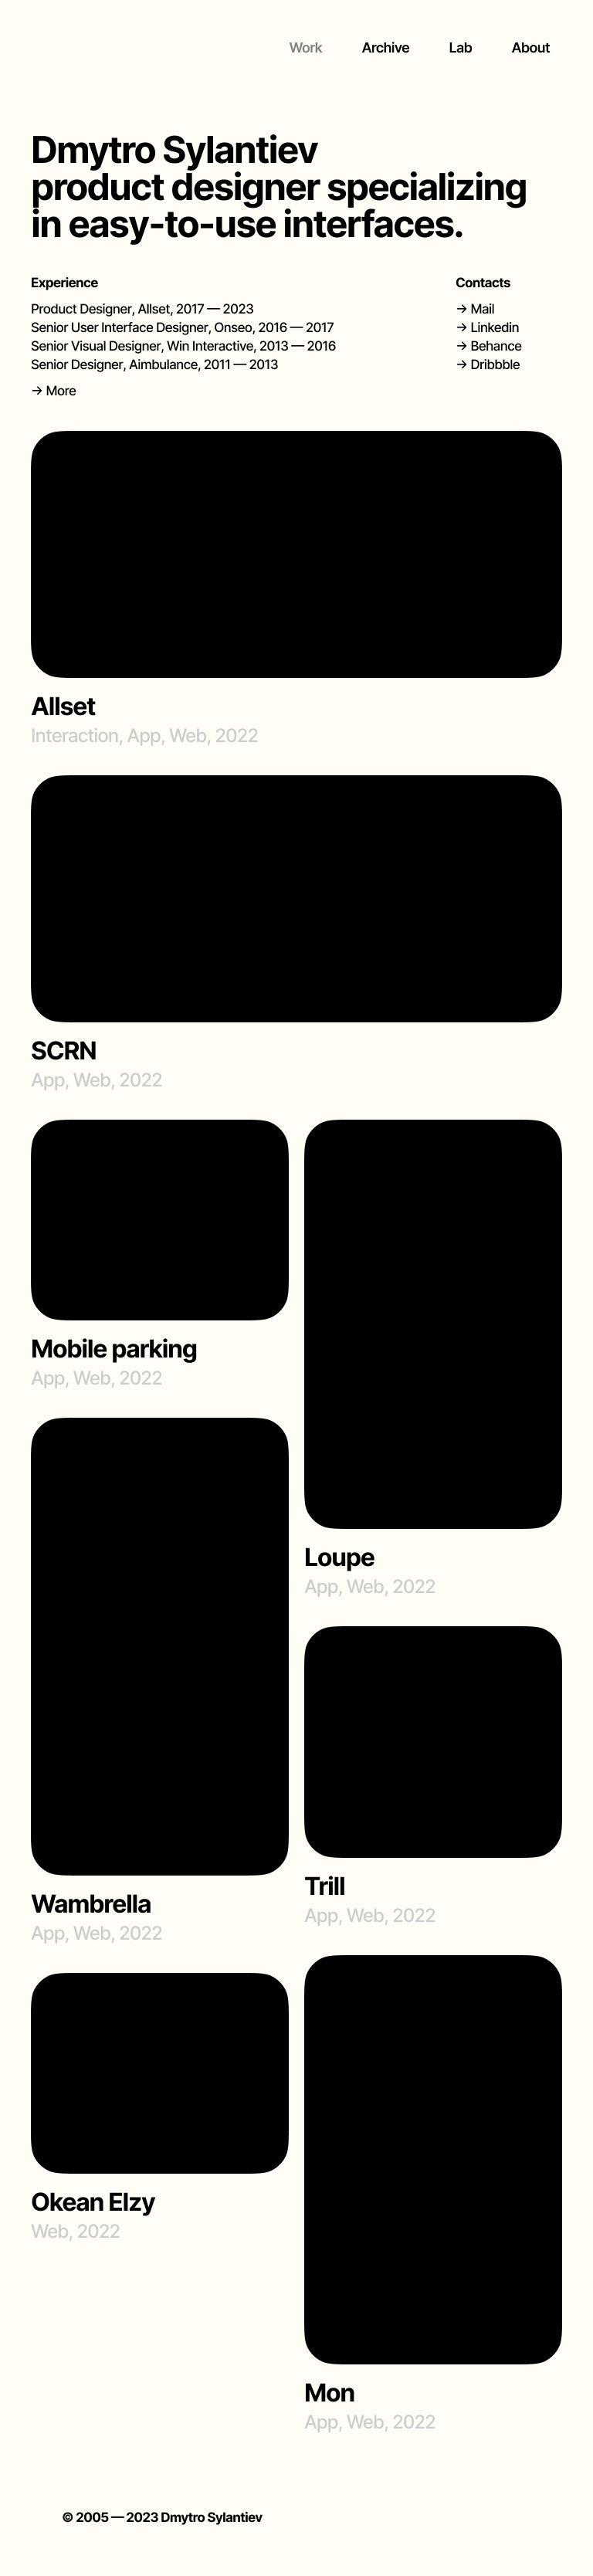 Work
Archive
Lab
About
Dmytro Sylantiev
product designer specializing
in easy-to-use interfaces.
Experience
Product Designer, Allset, 2017 — 2023
Senior User Interface Designer, Onseo, 2016 — 2017
Senior Visual Designer, Win Interactive, 2013 — 2016
Senior Designer, Aimbulance, 2011 — 2013
→ More
Contacts
→ Mail
→ Linkedin
→ Behance
→ Dribbble
Allset
Interaction, App, Web, 2022
SCRN
App, Web, 2022
Mobile parking
App, Web, 2022
Loupe
App, Web, 2022
Wambrella
App, Web, 2022
Trill
App, Web, 2022
Okean Elzy
Web, 2022
Mon
App, Web, 2022
© 2005 — 2023 Dmytro Sylantiev